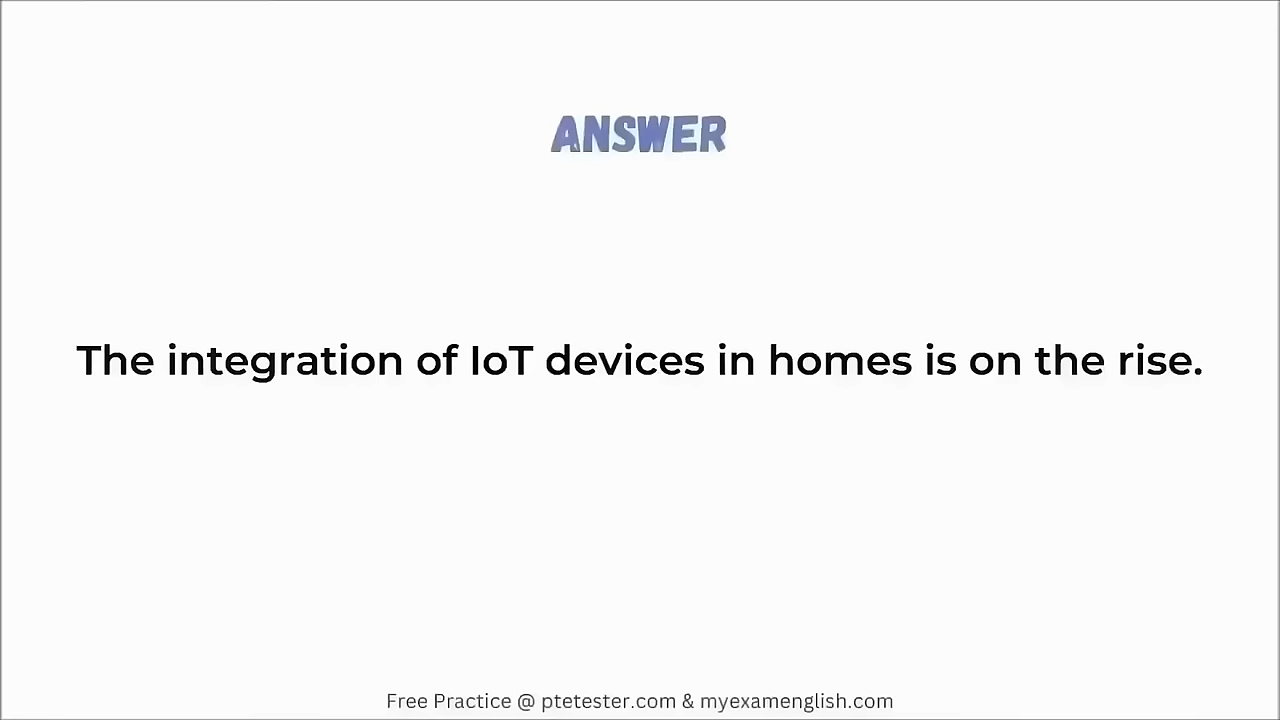 ANSWER
The integration of IoT devices in homes is on the rise.
Free Practice @ ptetester.com & myexamenglish.com